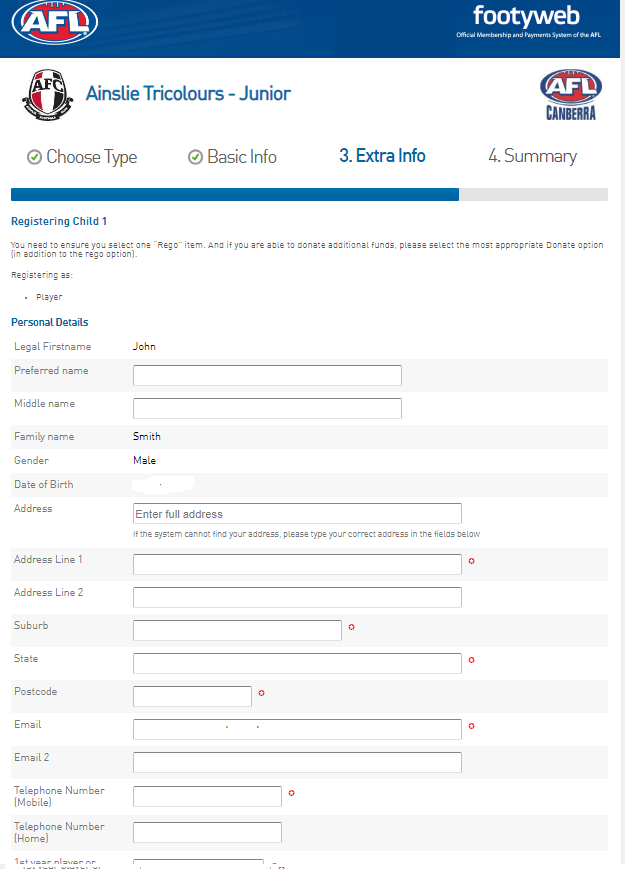 AFL
footyweb
Official Membership and Payments System of the AFL
AFC
Ainslie Tricolours - Junior
AFL
CANBERRA
Choose Type
Basic Info
3. Extra Info
4. Summary
Registering Child 1
You need to ensure you select one "Rego" item. And if you are able to donate additional funds, please select the most appropriate Donate option
(in addition to the rego option).
Registering as:
• Player
Personal Details
Legal Firstname John
Preferred name
Middle name
Family name Smith
Gender Male
Date of Birth
Address Enter full address
If the system cannot find your address, please type your correct address in the fields below
Address Line 1
Address Line 2
Suburb
State
Postcode
Email
Email 2
Telephone Number
(Mobile)
Telephone Number
(Home)
1st year player or